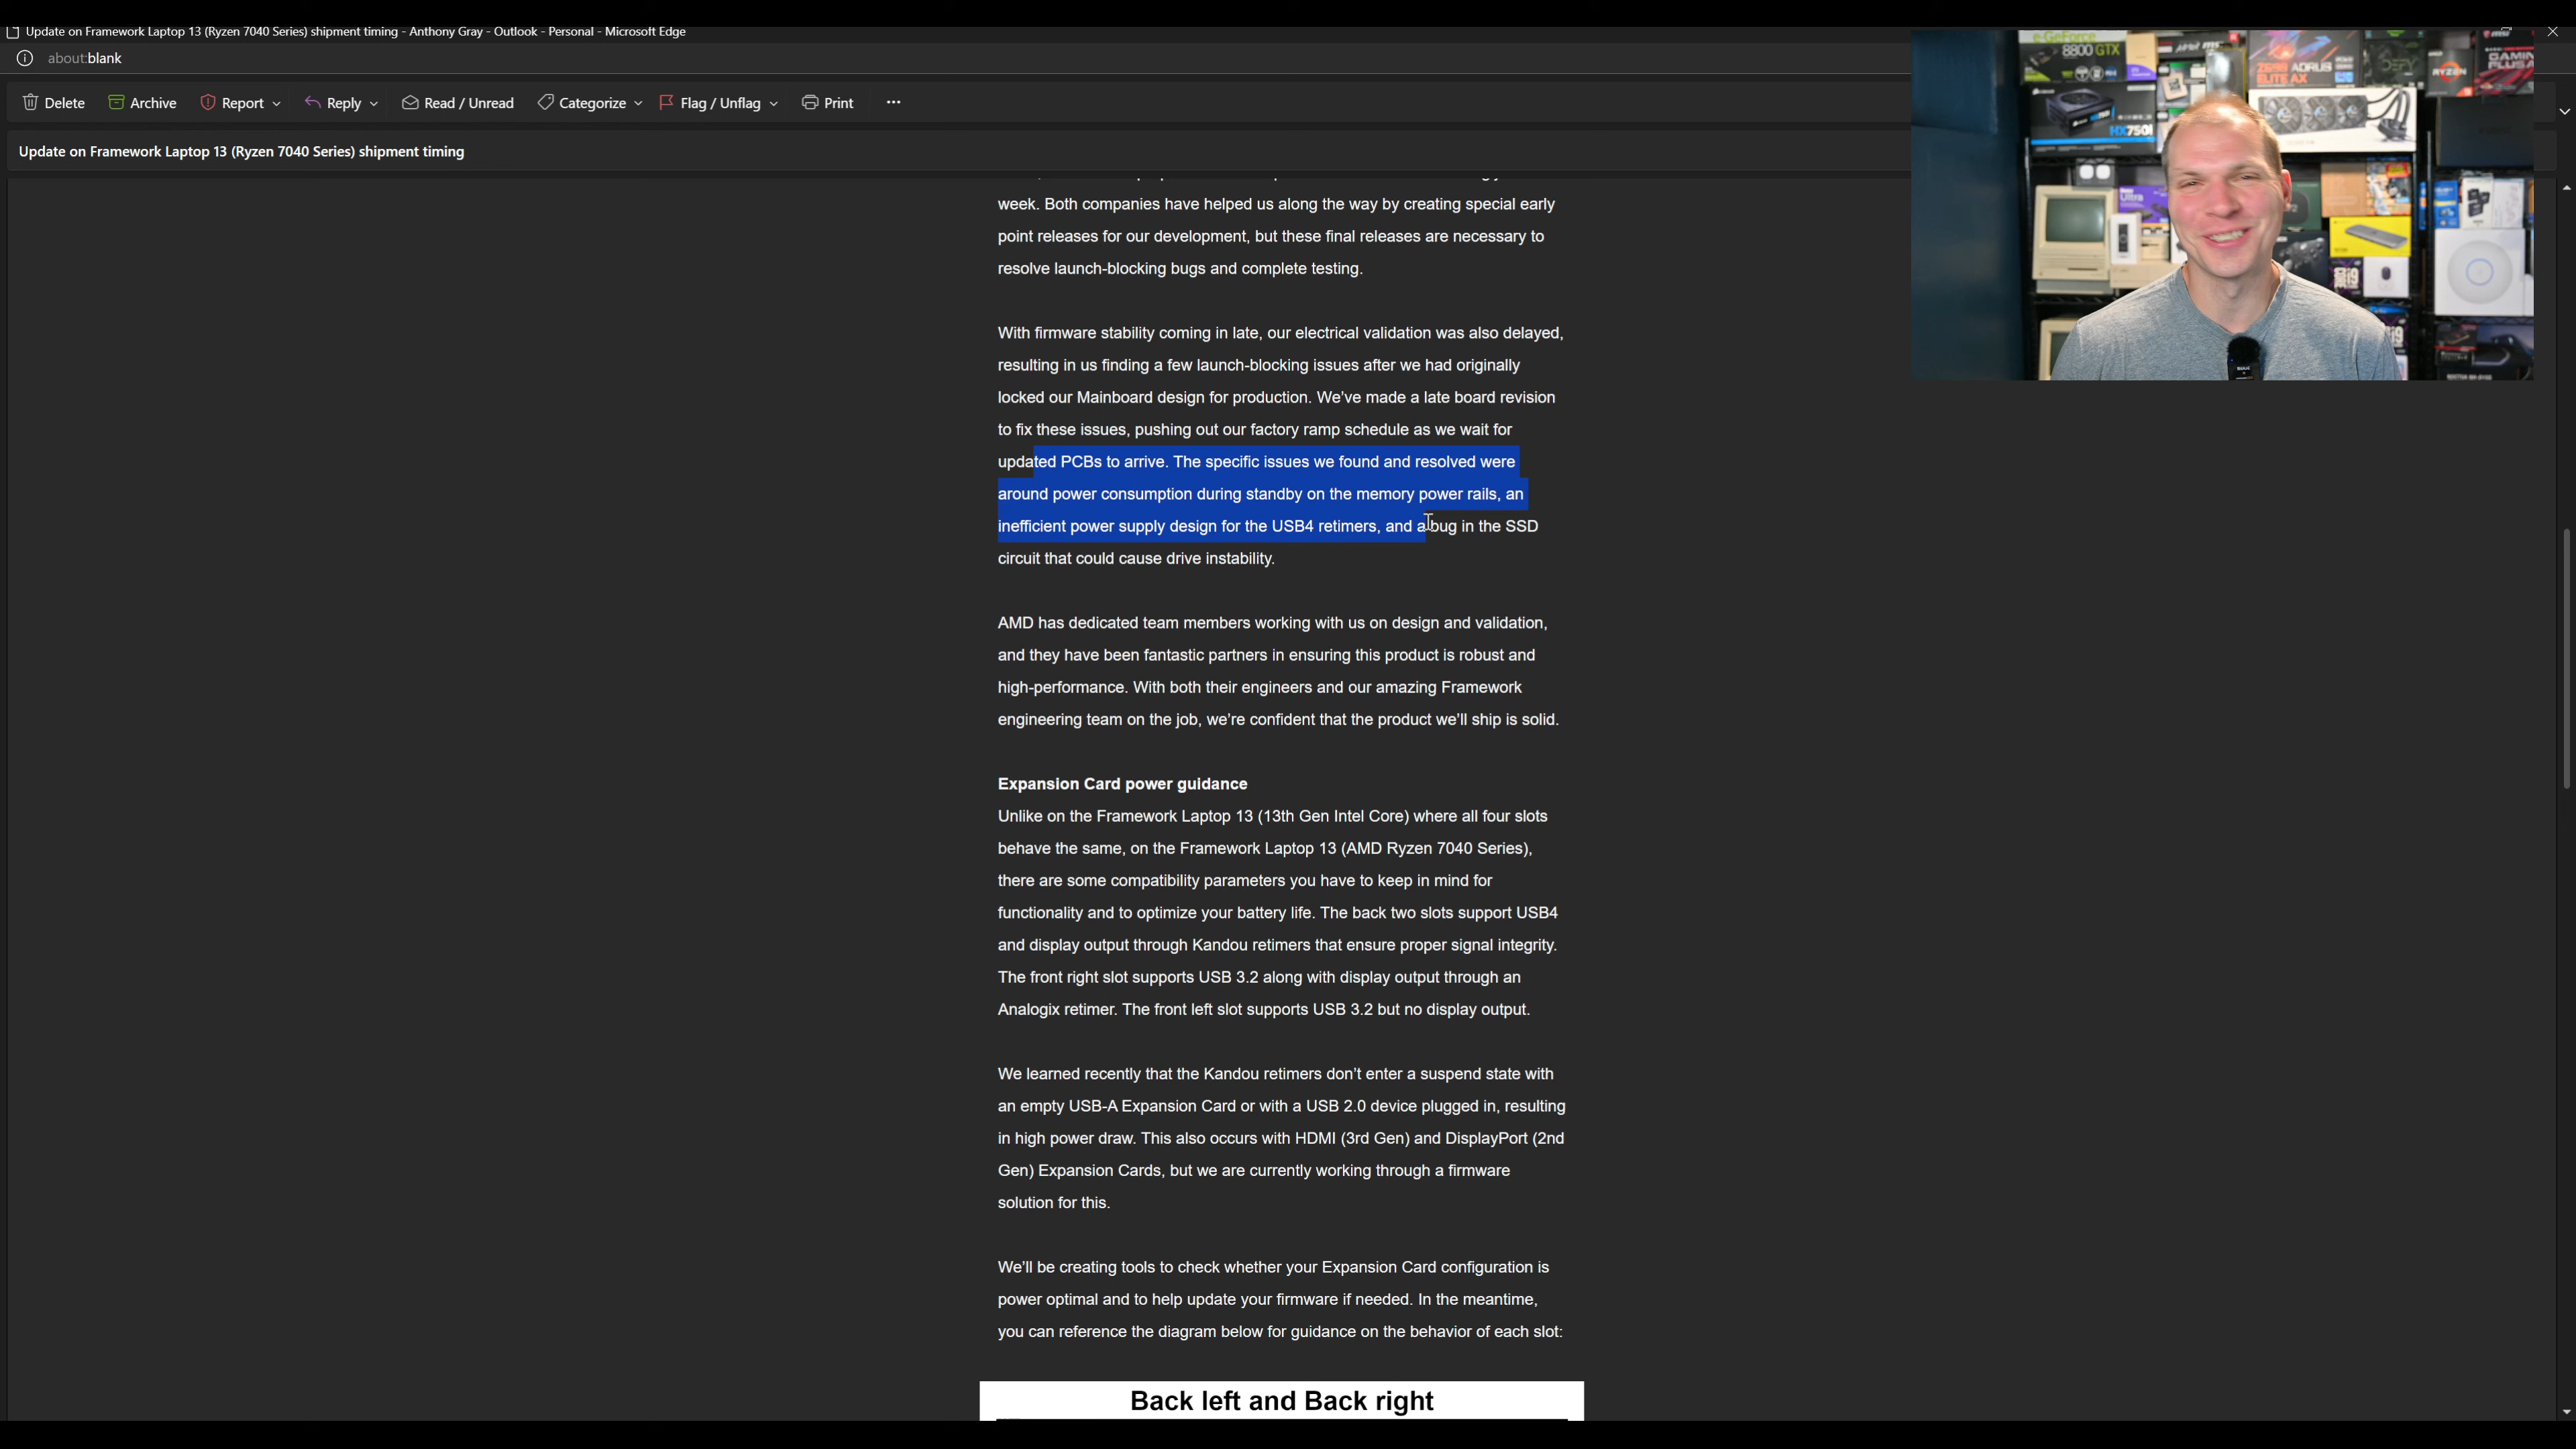 Update on Framework Laptop 13 (Ryzen 7040 Series) shipment timing - Anthony Gray - Outlook - Personal - Microsoft Edge
about:blank
Delete Archive Report Reply Read / Unread Categorize Flag / Unflag Print ...
Update on Framework Laptop 13 (Ryzen 7040 Series) shipment timing
e-GeForce
8800 GTX
HX750i
Z690 AORUS
ELITE AX
RYZEN
GAMING
Ultra
week. Both companies have helped us along the way by creating special early
point releases for our development, but these final releases are necessary to
resolve launch-blocking bugs and complete testing.
With firmware stability coming in late, our electrical validation was also delayed,
resulting in us finding a few launch-blocking issues after we had originally
locked our Mainboard design for production. We’ve made a late board revision
to fix these issues, pushing out our factory ramp schedule as we wait for
updated PCBs to arrive. The specific issues we found and resolved were
around power consumption during standby on the memory power rails, an
inefficient power supply design for the USB4 retimers, and a bug in the SSD
circuit that could cause drive instability.
AMD has dedicated team members working with us on design and validation,
and they have been fantastic partners in ensuring this product is robust and
high-performance. With both their engineers and our amazing Framework
engineering team on the job, we’re confident that the product we’ll ship is solid.
Expansion Card power guidance
Unlike on the Framework Laptop 13 (13th Gen Intel Core) where all four slots
behave the same, on the Framework Laptop 13 (AMD Ryzen 7040 Series),
there are some compatibility parameters you have to keep in mind for
functionality and to optimize your battery life. The back two slots support USB4
and display output through Kandou retimers that ensure proper signal integrity.
The front right slot supports USB 3.2 along with display output through an
Analogix retimer. The front left slot supports USB 3.2 but no display output.
We learned recently that the Kandou retimers don’t enter a suspend state with
an empty USB-A Expansion Card or with a USB 2.0 device plugged in, resulting
in high power draw. This also occurs with HDMI (3rd Gen) and DisplayPort (2nd
Gen) Expansion Cards, but we are currently working through a firmware
solution for this.
We’ll be creating tools to check whether your Expansion Card configuration is
power optimal and to help update your firmware if needed. In the meantime,
you can reference the diagram below for guidance on the behavior of each slot:
Back left and Back right